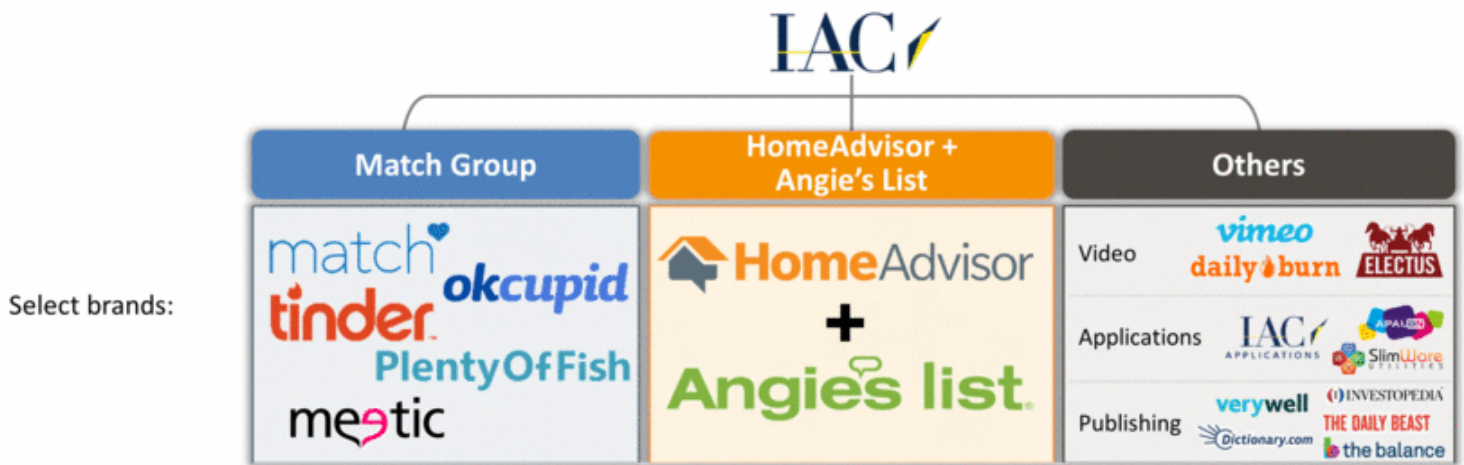 IAC
Match Group
HomeAdvisor +
Angie's List
Others
Select brands:
match
okcupid
tinder
PlentyOfFish
meetic
HomeAdvisor
+
Angie's list
Video
vimeo
daily burn
ELECTUS
Applications
IAC
APPLICATIONS
APALON
SlimWare
UTILITIES
Publishing
verywell
Dictionary.com
INVESTOPEDIA
THE DAILY BEAST
the balance